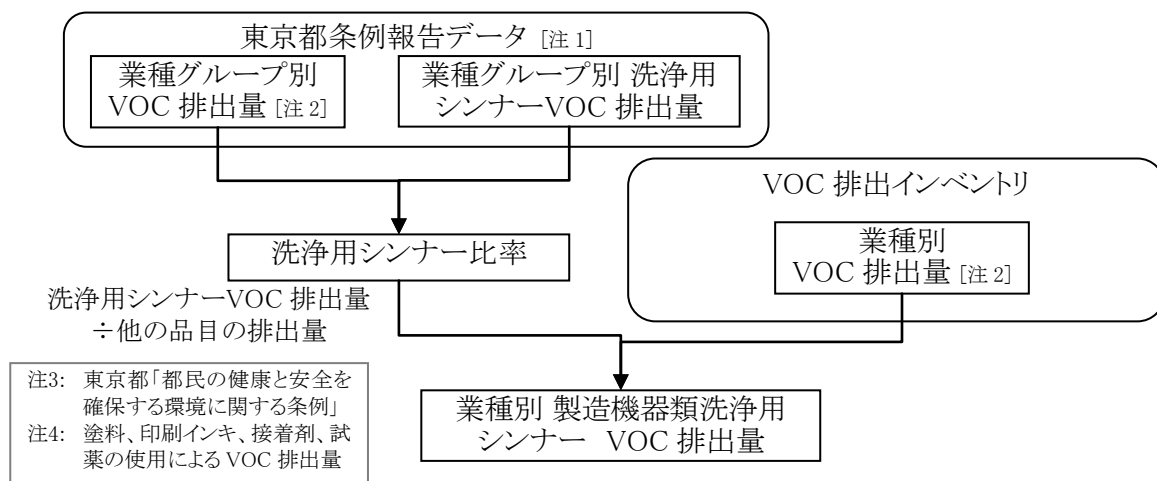 東京都条例報告データ [注 1]
業種グループ別
VOC 排出量 [注 2]
業種グループ別 洗浄用
シンナーVOC 排出量
VOC 排出インベントリ
業種別
VOC 排出量 [注 2]
洗浄用シンナー比率
洗浄用シンナーVOC 排出量
÷他の品目の排出量
注3: 東京都「都民の健康と安全を
確保する環境に関する条例」
注4: 塗料、印刷インキ、接着剤、試
薬の使用による VOC 排出量
業種別 製造機器類洗浄用
シンナー VOC 排出量